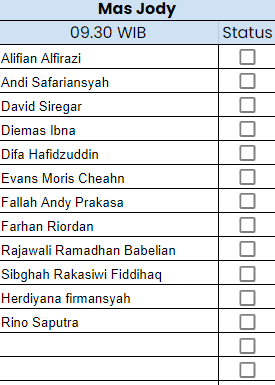 Mas Jody
09.30 WIB Status
Alifian Alfirazi
Andi Safariansyah
David Siregar
Diemas Ibna
Difa Hafidzuddin
Evans Moris Cheahn
Fallah Andy Prakasa
Farhan Riordan
Rajawali Ramadhan Babelian
Sibghah Rakasiwi Fiddihaq
Herdiyana firmansyah
Rino Saputra